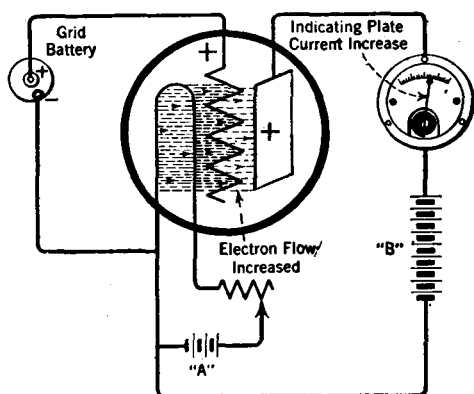 Grid
Battery
Indicating Plate
Current Increase
+
+
-
+
Electron Flow
Increased
"B"
"A"